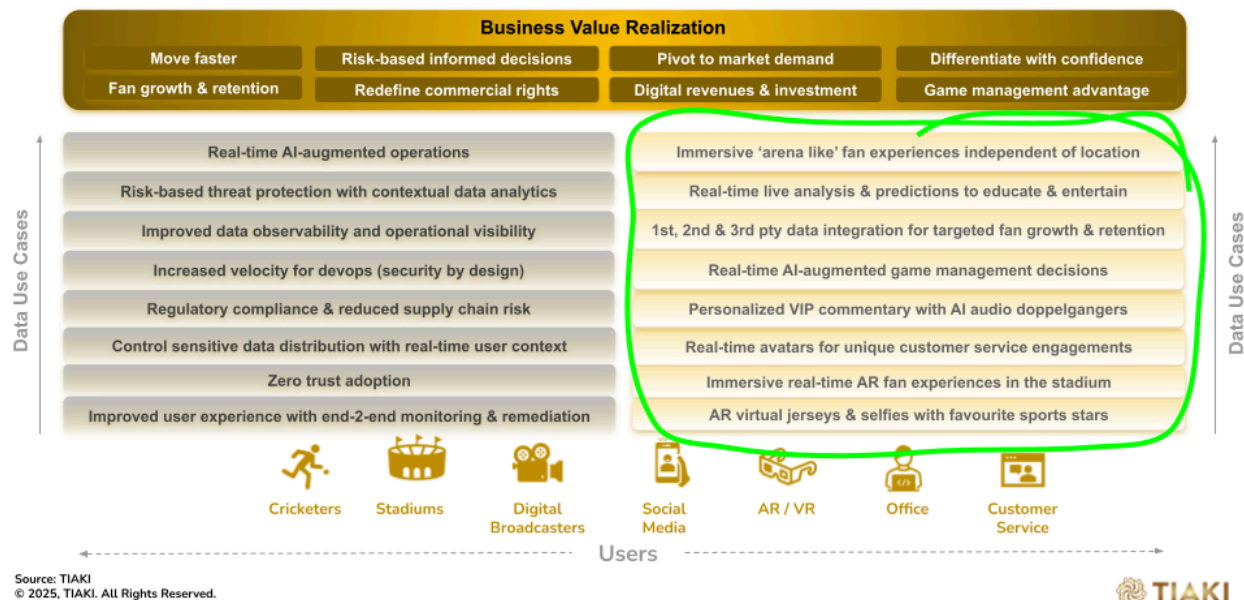 Business Value Realization
Move faster
Risk-based informed decisions
Pivot to market demand
Differentiate with confidence
Fan growth & retention
Redefine commercial rights
Digital revenues & investment
Game management advantage
Data Use Cases
Real-time AI-augmented operations
Risk-based threat protection with contextual data analytics
Improved data observability and operational visibility
Increased velocity for devops (security by design)
Regulatory compliance & reduced supply chain risk
Control sensitive data distribution with real-time user context
Zero trust adoption
Improved user experience with end-2-end monitoring & remediation
Immersive ‘arena like’ fan experiences independent of location
Real-time live analysis & predictions to educate & entertain
1st, 2nd & 3rd pty data integration for targeted fan growth & retention
Real-time AI-augmented game management decisions
Personalized VIP commentary with AI audio doppelgangers
Real-time avatars for unique customer service engagements
Immersive real-time AR fan experiences in the stadium
AR virtual jerseys & selfies with favourite sports stars
Data Use Cases
Cricketers
Stadiums
Digital
Broadcasters
Social
Media
AR / VR
Office
Customer
Service
Users
Source: TIAKI
© 2025, TIAKI. All Rights Reserved.
TIAKI